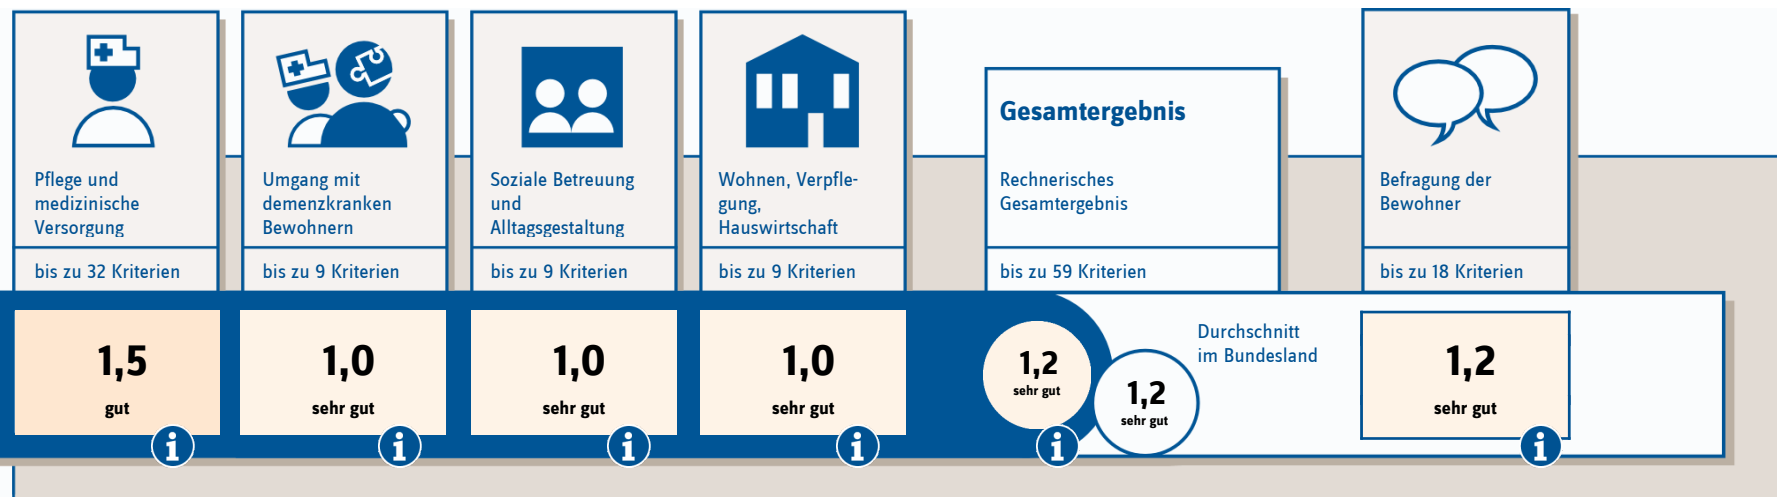 Pflege und
medizinische
Versorgung
bis zu 32 Kriterien
1,5
gut
Umgang mit
demenzkranken
Bewohnern
bis zu 9 Kriterien
1,0
sehr gut
Soziale Betreuung
und
Alltagsgestaltung
bis zu 9 Kriterien
1,0
sehr gut
Wohnen, Verpfle-
gung,
Hauswirtschaft
bis zu 9 Kriterien
1,0
sehr gut
Gesamtergebnis
Rechnerisches
Gesamtergebnis
bis zu 59 Kriterien
1,2
sehr gut
Durchschnitt
im Bundesland
1,2
sehr gut
Befragung der
Bewohner
bis zu 18 Kriterien
1,2
sehr gut
i
i
i
i
i
i